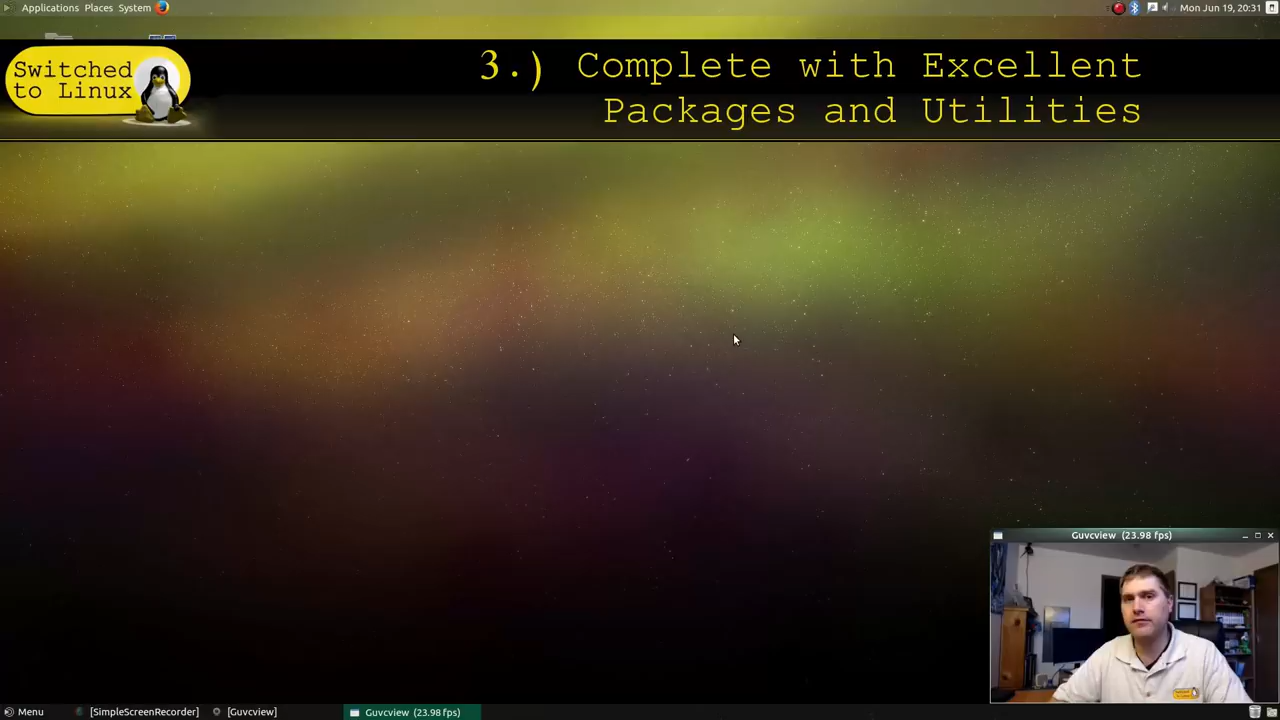 Applications Places System
Mon Jun 19, 20:31
Switched
to Linux
3.) Complete with Excellent
Packages and Utilities
Guvcview (23.98 fps)
Menu
[SimpleScreenRecorder]
[Guvcview]
Guvcview (23.98 fps)